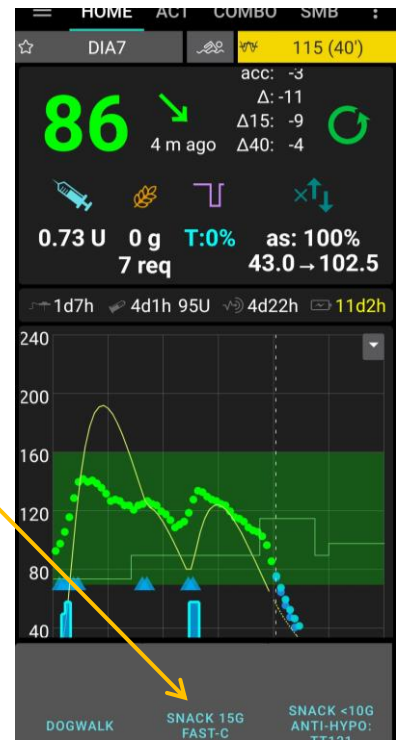 HOME ACT COMBO SMB
DIA7 115 (40')
acc: -3
86 Δ: -11
4 m ago Δ15: -9
Δ40: -4
0.73 U 0 g T:0% as: 100%
7 req 43.0→102.5
1d7h 4d1h 95U 4d22h 11d2h
240
200
160
120
80
40
DOGWALK SNACK 15G FAST-C SNACK <10G ANTI-HYPO: TT121